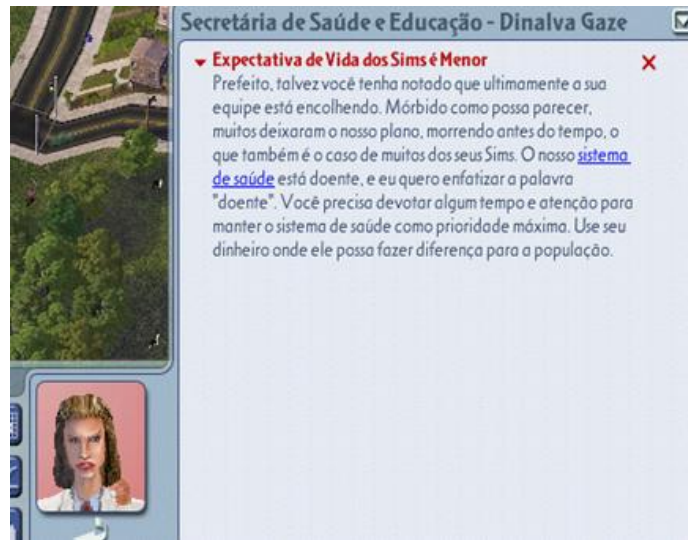 Secretária de Saúde e Educação - Dinalva Gaze
Expectativa de Vida dos Sims é Menor
Prefeito, talvez você tenha notado que ultimamente a sua
equipe está encolhendo. Mórbido como possa parecer,
muitos deixaram o nosso plano, morrendo antes do tempo, o
que também é o caso de muitos dos seus Sims. O nosso sistema
de saúde está doente, e eu quero enfatizar a palavra
"doente". Você precisa devotar algum tempo e atenção para
manter o sistema de saúde como prioridade máxima. Use seu
dinheiro onde ele possa fazer diferença para a população.